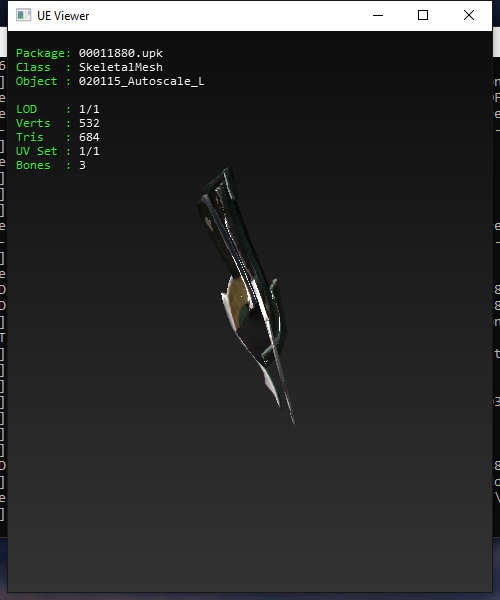 UE Viewer
Package: 00011880.upk
Class : SkeletalMesh
Object : 020115_Autoscale_L
LOD : 1/1
Verts : 532
Tris : 684
UV Set : 1/1
Bones : 3